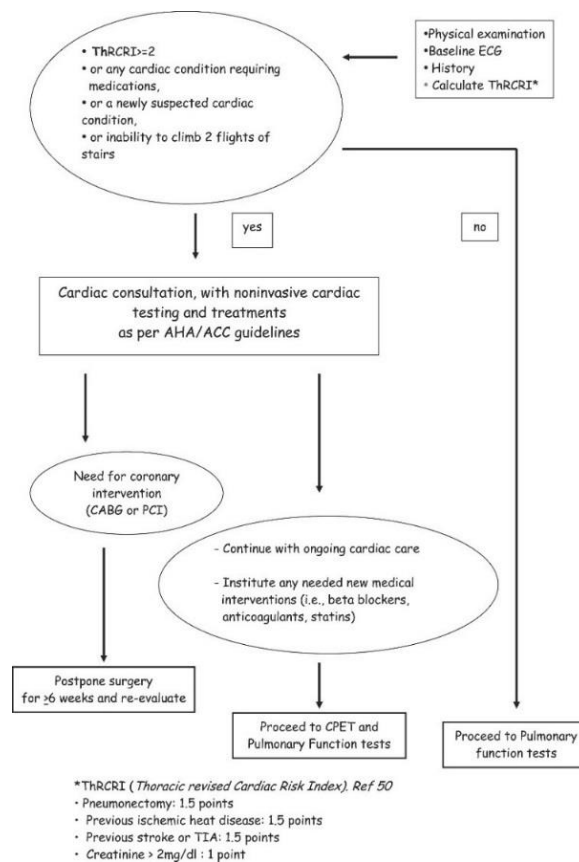 • ThRCRI>=2
• or any cardiac condition requiring
medications,
• or a newly suspected cardiac
condition,
• or inability to climb 2 flights of
stairs
•Physical examination
•Baseline ECG
• History
• Calculate ThRCRI*
yes
no
Cardiac consultation, with noninvasive cardiac
testing and treatments
as per AHA/ACC guidelines
Need for coronary
intervention
(CABG or PCI)
- Continue with ongoing cardiac care
- Institute any needed new medical
interventions (i.e., beta blockers,
anticoagulants, statins)
Postpone surgery
for ≥6 weeks and re-evaluate
Proceed to CPET and
Pulmonary Function tests
Proceed to Pulmonary
function tests
*ThRCRI (Thoracic revised Cardiac Risk Index). Ref 50
• Pneumonectomy: 1.5 points
• Previous ischemic heat disease: 1.5 points
• Previous stroke or TIA: 1.5 points
• Creatinine > 2mg/dl : 1 point